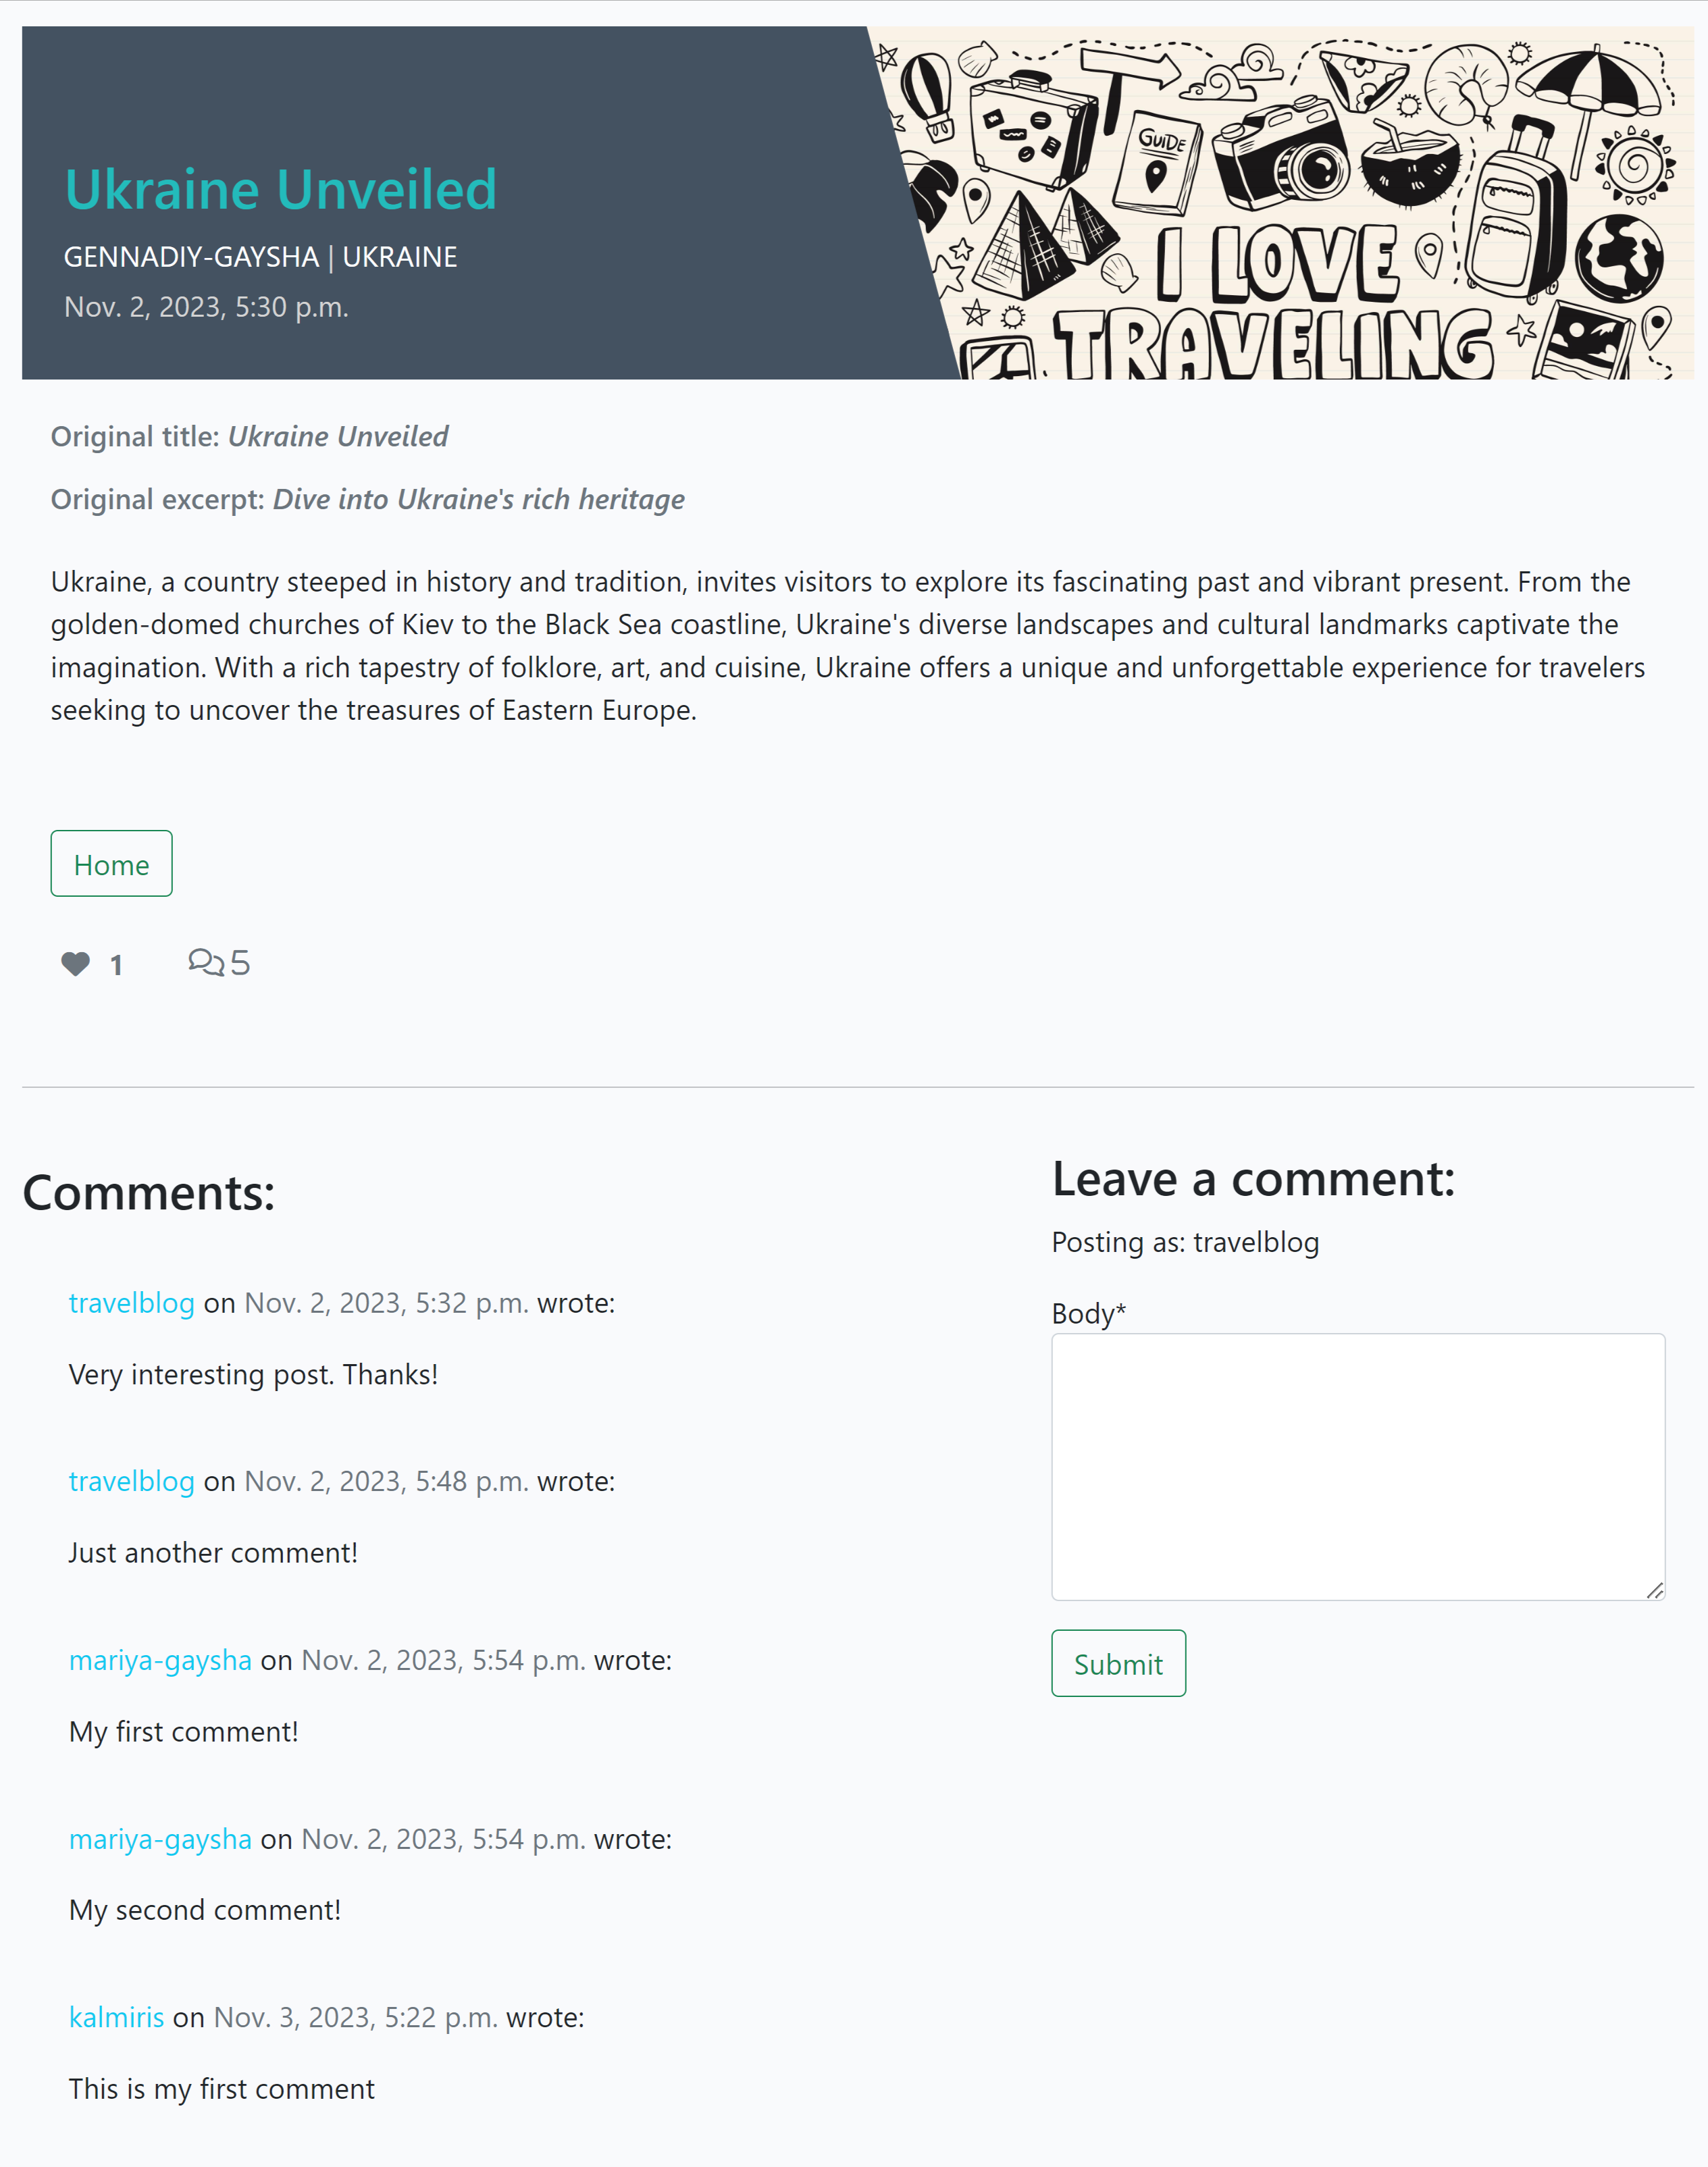 Ukraine Unveiled
GENNADIY-GAYSHA | UKRAINE
Nov. 2, 2023, 5:30 p.m.
GUiDE
I LOVE
TRAVELING
Original title: Ukraine Unveiled
Original excerpt: Dive into Ukraine's rich heritage
Ukraine, a country steeped in history and tradition, invites visitors to explore its fascinating past and vibrant present. From the
golden-domed churches of Kiev to the Black Sea coastline, Ukraine's diverse landscapes and cultural landmarks captivate the
imagination. With a rich tapestry of folklore, art, and cuisine, Ukraine offers a unique and unforgettable experience for travelers
seeking to uncover the treasures of Eastern Europe.
Home
1 5
Comments:
travelblog on Nov. 2, 2023, 5:32 p.m. wrote:
Very interesting post. Thanks!
travelblog on Nov. 2, 2023, 5:48 p.m. wrote:
Just another comment!
mariya-gaysha on Nov. 2, 2023, 5:54 p.m. wrote:
My first comment!
mariya-gaysha on Nov. 2, 2023, 5:54 p.m. wrote:
My second comment!
kalmiris on Nov. 3, 2023, 5:22 p.m. wrote:
This is my first comment
Leave a comment:
Posting as: travelblog
Body*
Submit